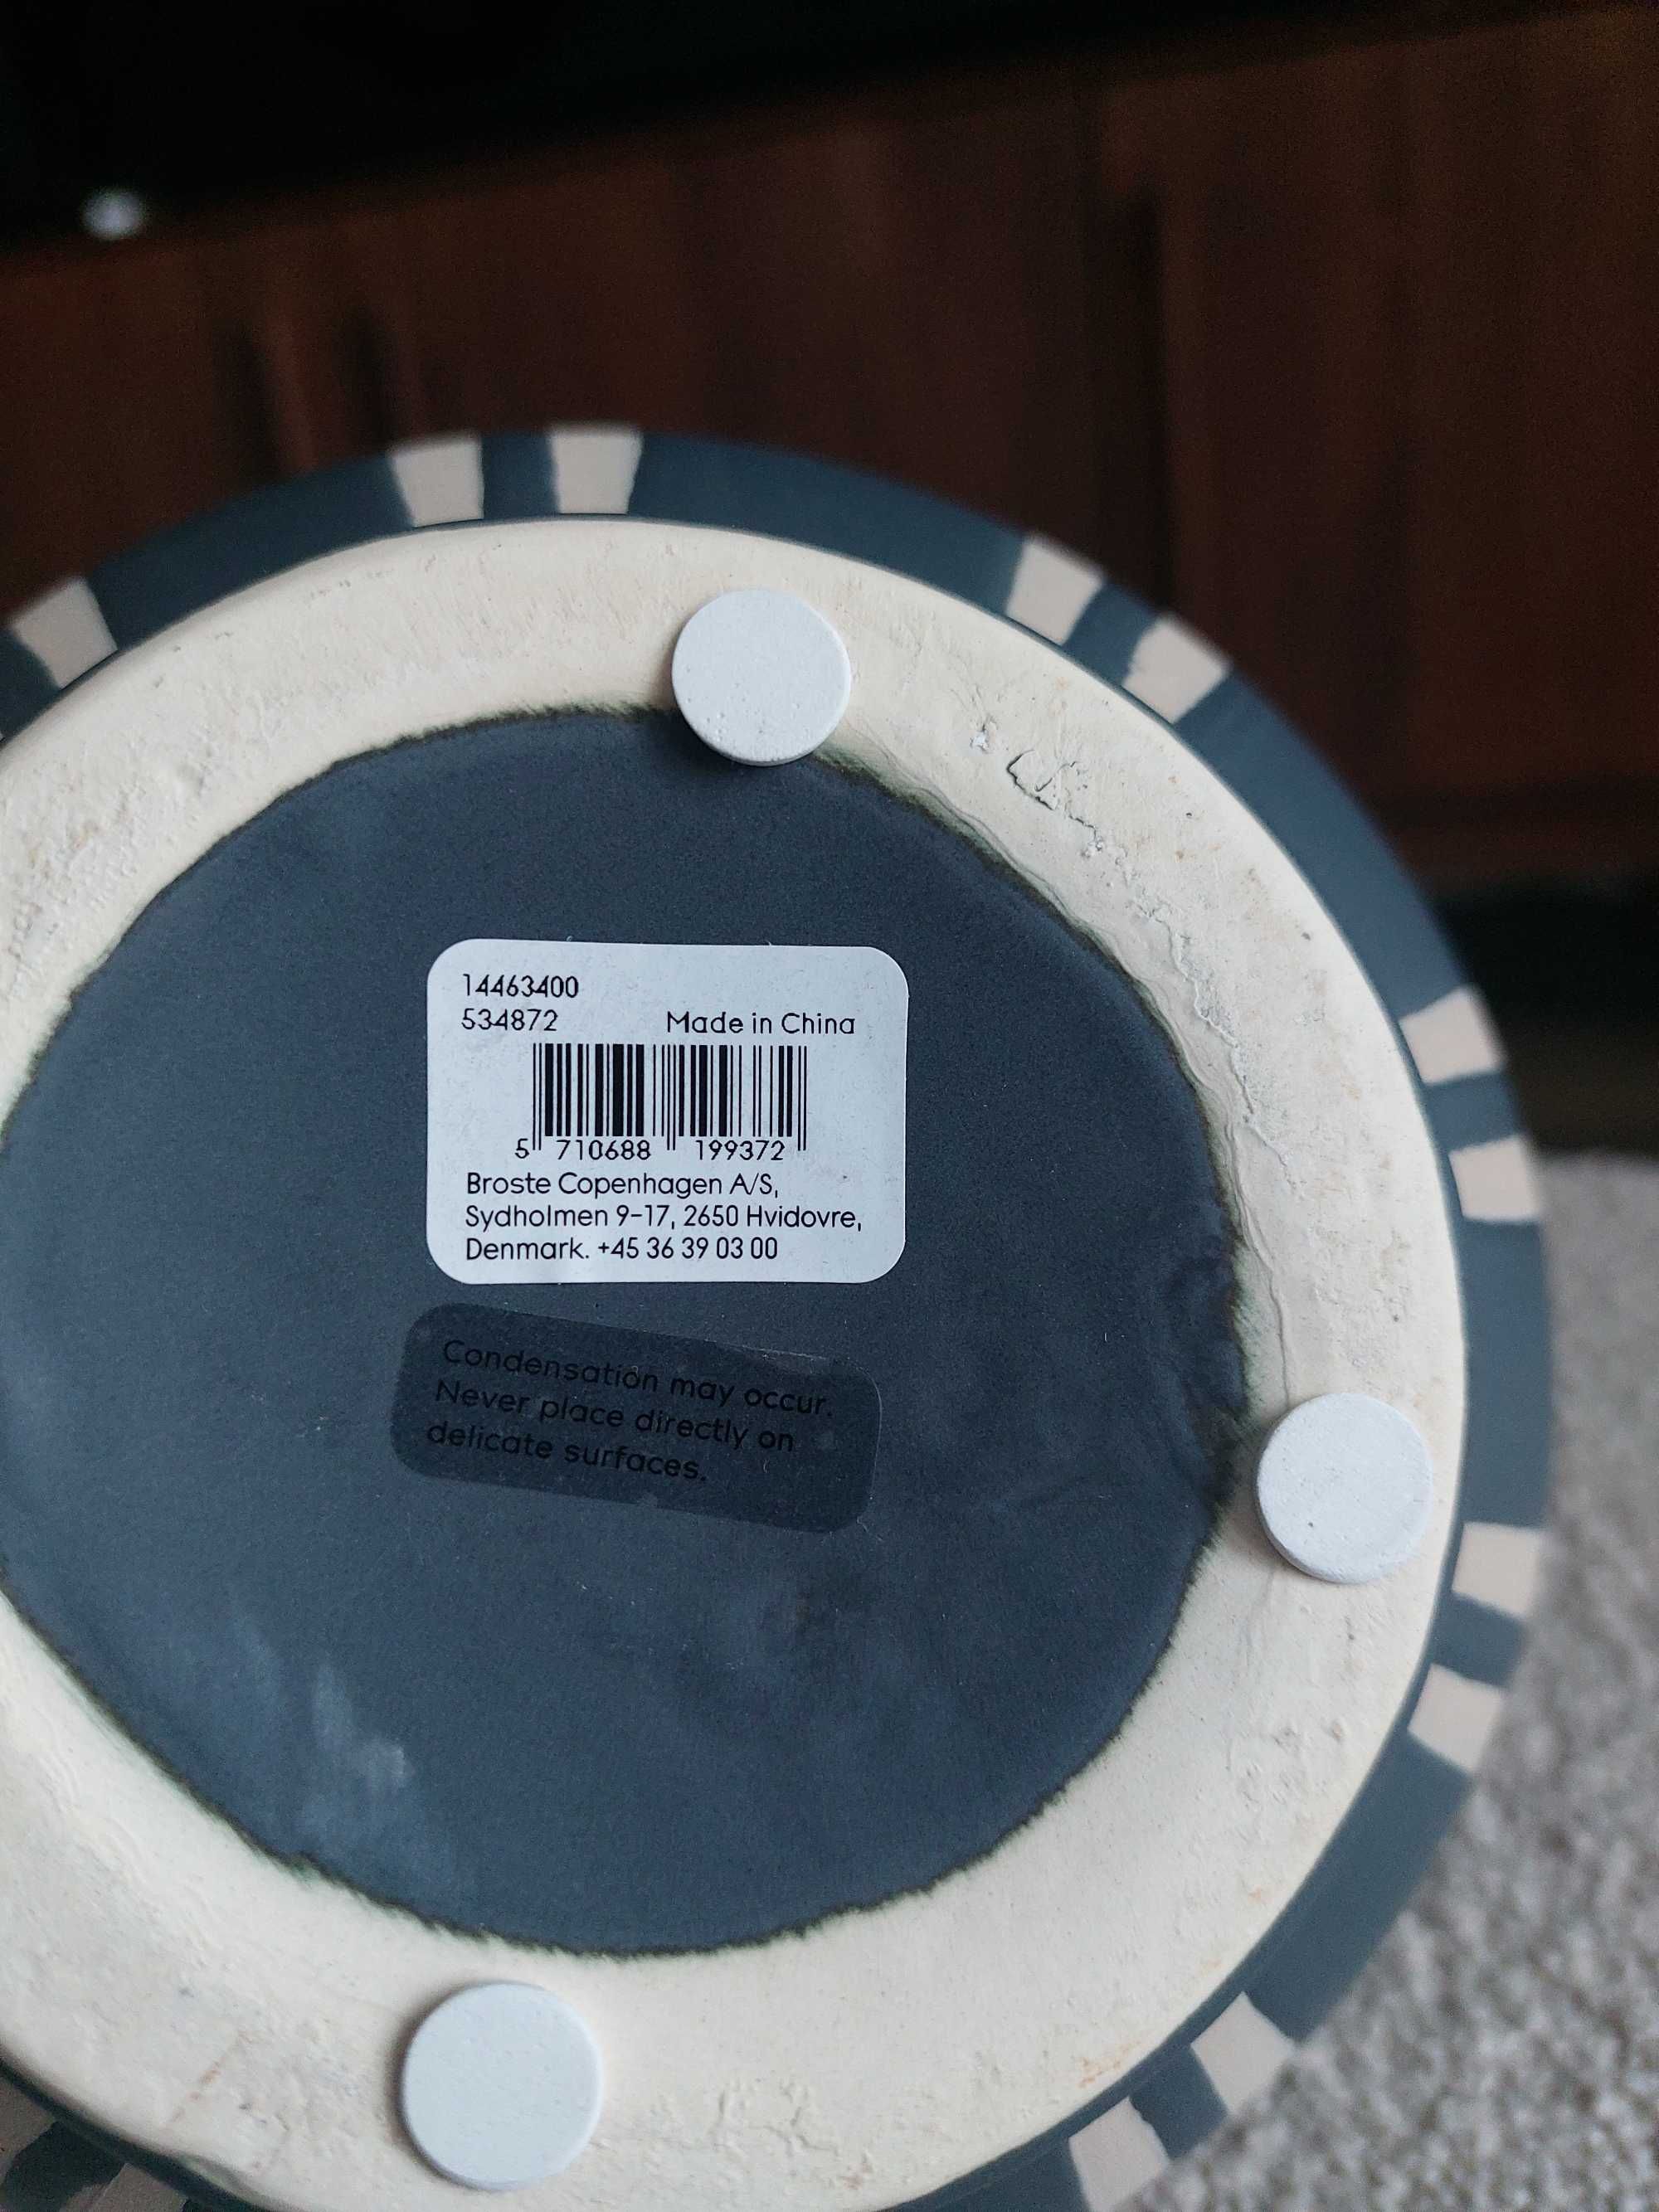 14463400
534872 Made in China
5 710688 199372
Broste Copenhagen A/S,
Sydholmen 9-17, 2650 Hvidovre,
Denmark. +45 36 39 03 00
Condensation may occur.
Never place directly on
delicate surfaces.